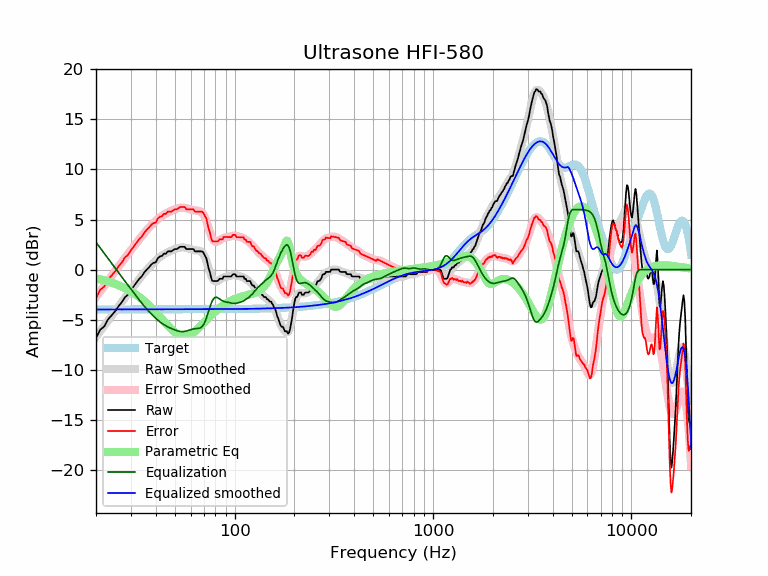 Ultrasone HFI-580
20
15
10
5
0
−5
−10
−15
−20
Amplitude (dBr)
Target
Raw Smoothed
Error Smoothed
Raw
Error
Parametric Eq
Equalization
Equalized smoothed
100
1000
10000
Frequency (Hz)